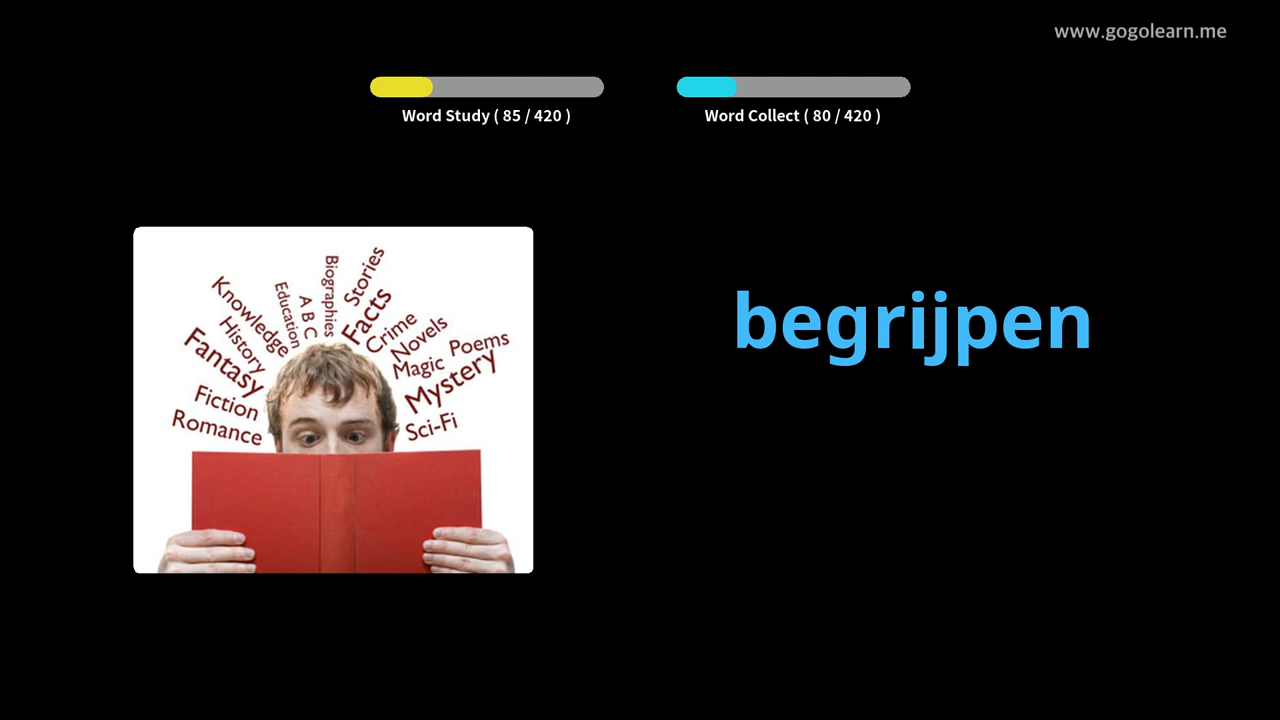 www.gogolearn.me
Word Study ( 85 / 420 )
Word Collect ( 80 / 420 )
Biographies
Stories
Education
A B C
Facts
Knowledge
Crime
History
Novels
Poems
Fantasy
Magic
Mystery
Fiction
Romance
Sci-Fi
begrijpen